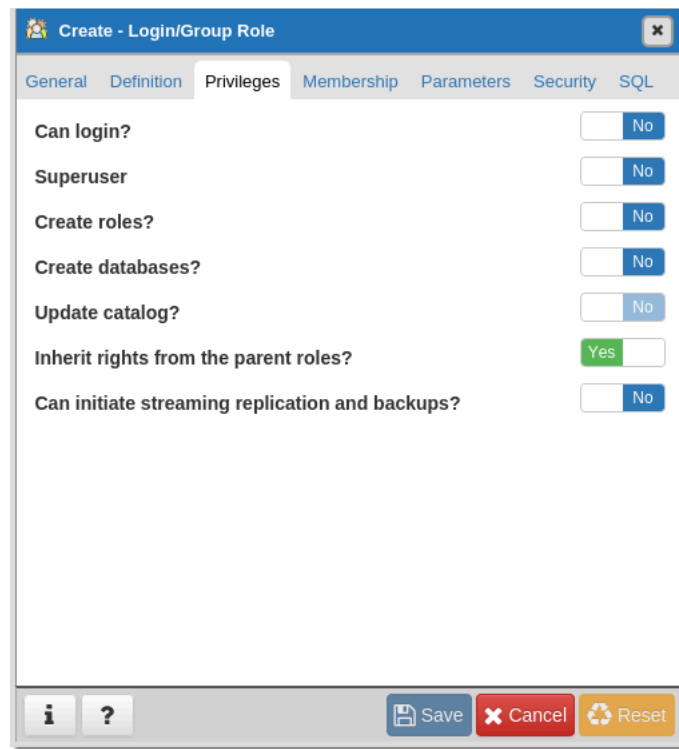 Create - Login/Group Role
General Definition Privileges Membership Parameters Security SQL
Can login? No
Superuser No
Create roles? No
Create databases? No
Update catalog? No
Inherit rights from the parent roles? Yes
Can initiate streaming replication and backups? No
i ? Save Cancel Reset